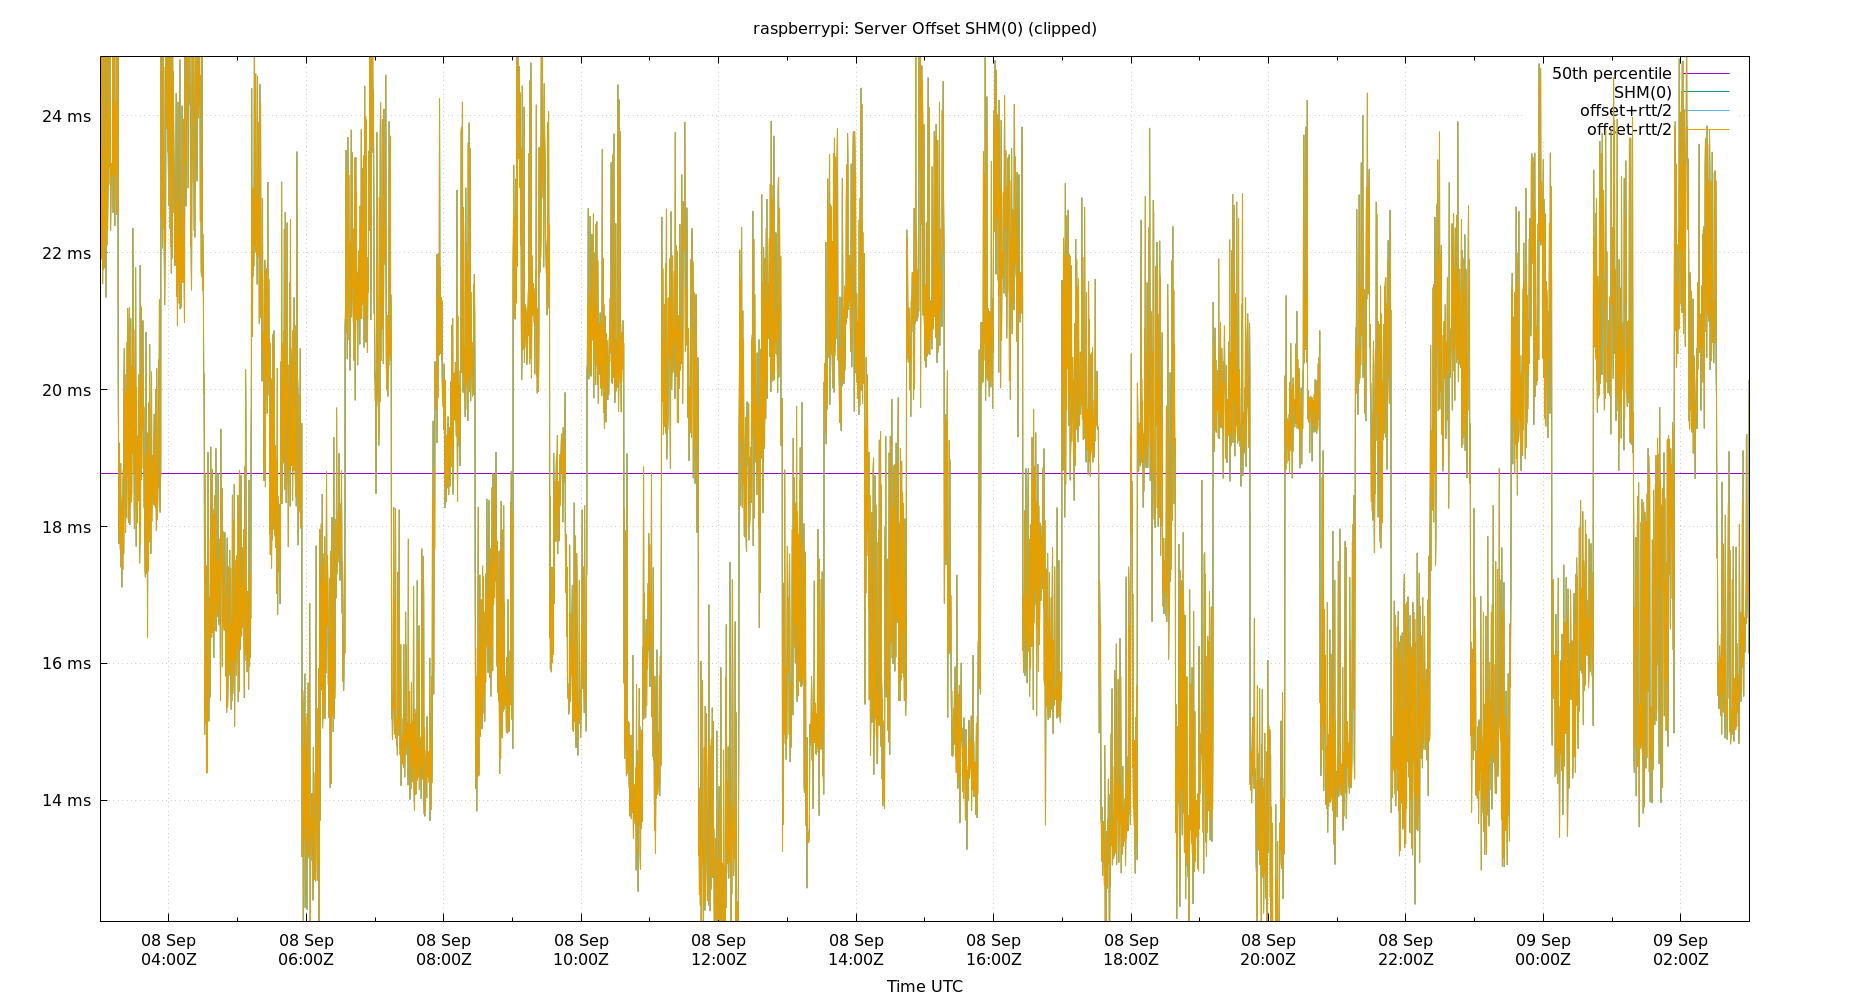 raspberrypi: Server Offset SHM(0) (clipped)
50th percentile
SHM(0)
offset+rtt/2
offset-rtt/2
24 ms
22 ms
20 ms
18 ms
16 ms
14 ms
08 Sep 08 Sep 08 Sep 08 Sep 08 Sep 08 Sep 08 Sep 08 Sep 08 Sep 08 Sep 09 Sep 09 Sep
04:00Z 06:00Z 08:00Z 10:00Z 12:00Z 14:00Z 16:00Z 18:00Z 20:00Z 22:00Z 00:00Z 02:00Z
Time UTC